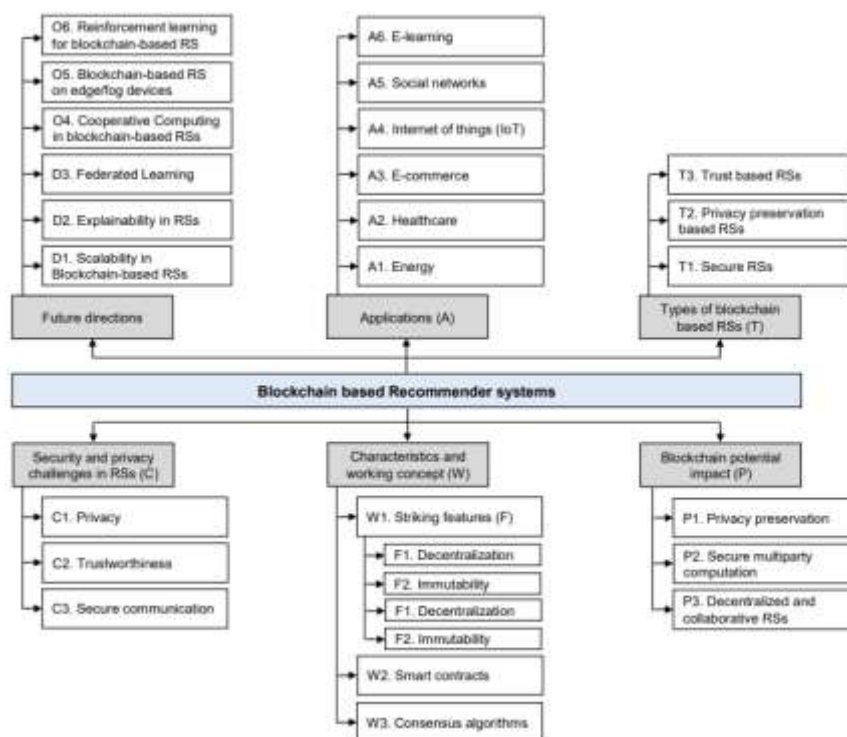 O6. Reinforcement learning
for blockchain-based RS
O5. Blockchain-based RS
on edge/fog devices
O4. Cooperative Computing
in blockchain-based RSs
D3. Federated Learning
D2. Explainability in RSs
D1. Scalability in
Blockchain-based RSs
Future directions
A6. E-learning
A5. Social networks
A4. Internet of things (IoT)
A3. E-commerce
A2. Healthcare
A1. Energy
Applications (A)
T3. Trust based RSs
T2. Privacy preservation
based RSs
T1. Secure RSs
Types of blockchain
based RSs (T)
Blockchain based Recommender systems
Security and privacy
challenges in RSs (C)
C1. Privacy
C2. Trustworthiness
C3. Secure communication
Characteristics and
working concept (W)
W1. Striking features (F)
F1. Decentralization
F2. Immutability
F1. Decentralization
F2. Immutability
W2. Smart contracts
W3. Consensus algorithms
Blockchain potential
impact (P)
P1. Privacy preservation
P2. Secure multiparty
computation
P3. Decentralized and
collaborative RSs